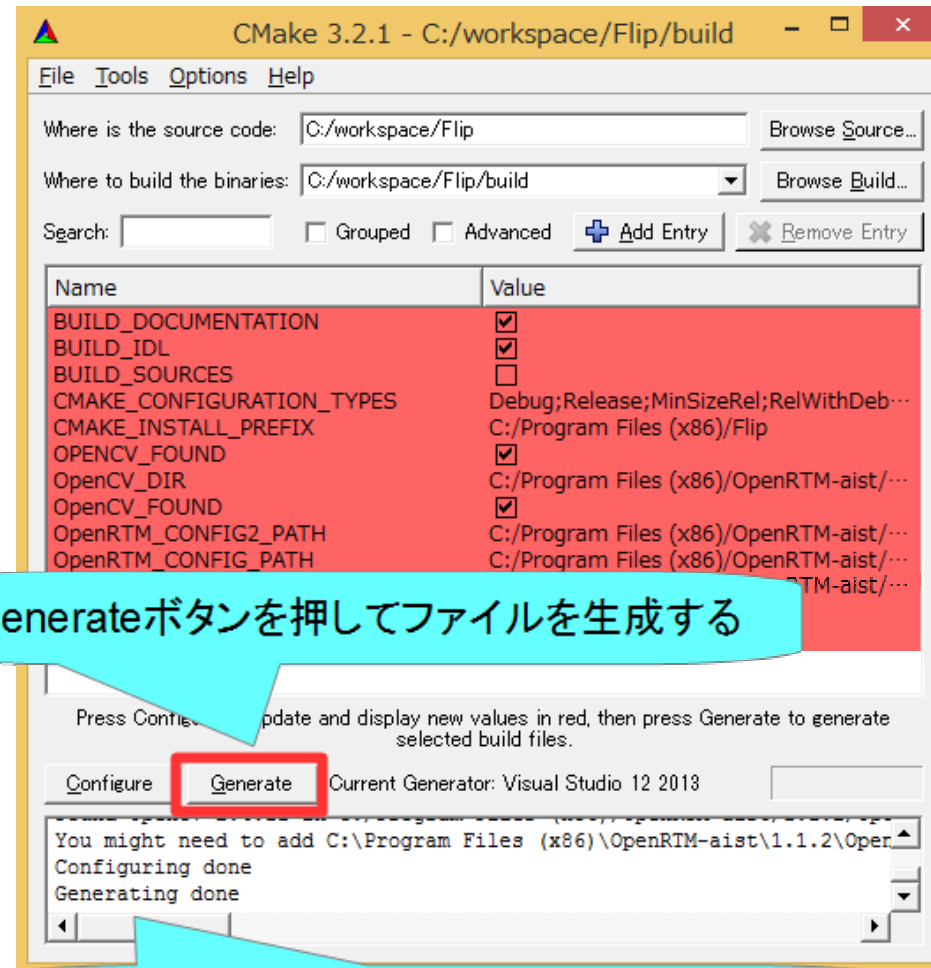 CMake 3.2.1 - C:/workspace/Flip/build
File Tools Options Help
Where is the source code: C:/workspace/Flip Browse Source...
Where to build the binaries: C:/workspace/Flip/build Browse Build...
Search: Grouped Advanced Add Entry Remove Entry
Name Value
BUILD_DOCUMENTATION
BUILD_IDL
BUILD_SOURCES
CMAKE_CONFIGURATION_TYPES Debug;Release;MinSizeRel;RelWithDeb...
CMAKE_INSTALL_PREFIX C:/Program Files (x86)/Flip
OPENCV_FOUND
OpenCV_DIR C:/Program Files (x86)/OpenRTM-aist/...
OpenCV_FOUND
OpenRTM_CONFIG2_PATH C:/Program Files (x86)/OpenRTM-aist/...
OpenRTM_CONFIG_PATH C:/Program Files (x86)/OpenRTM-aist/...
RTM-aist/...
enerateボタンを押してファイルを生成する
Press Config pdate and display new values in red, then press Generate to generate
selected build files.
Configure Generate Current Generator: Visual Studio 12 2013
You might need to add C:\Program Files (x86)\OpenRTM-aist\1.1.2\Open
Configuring done
Generating done